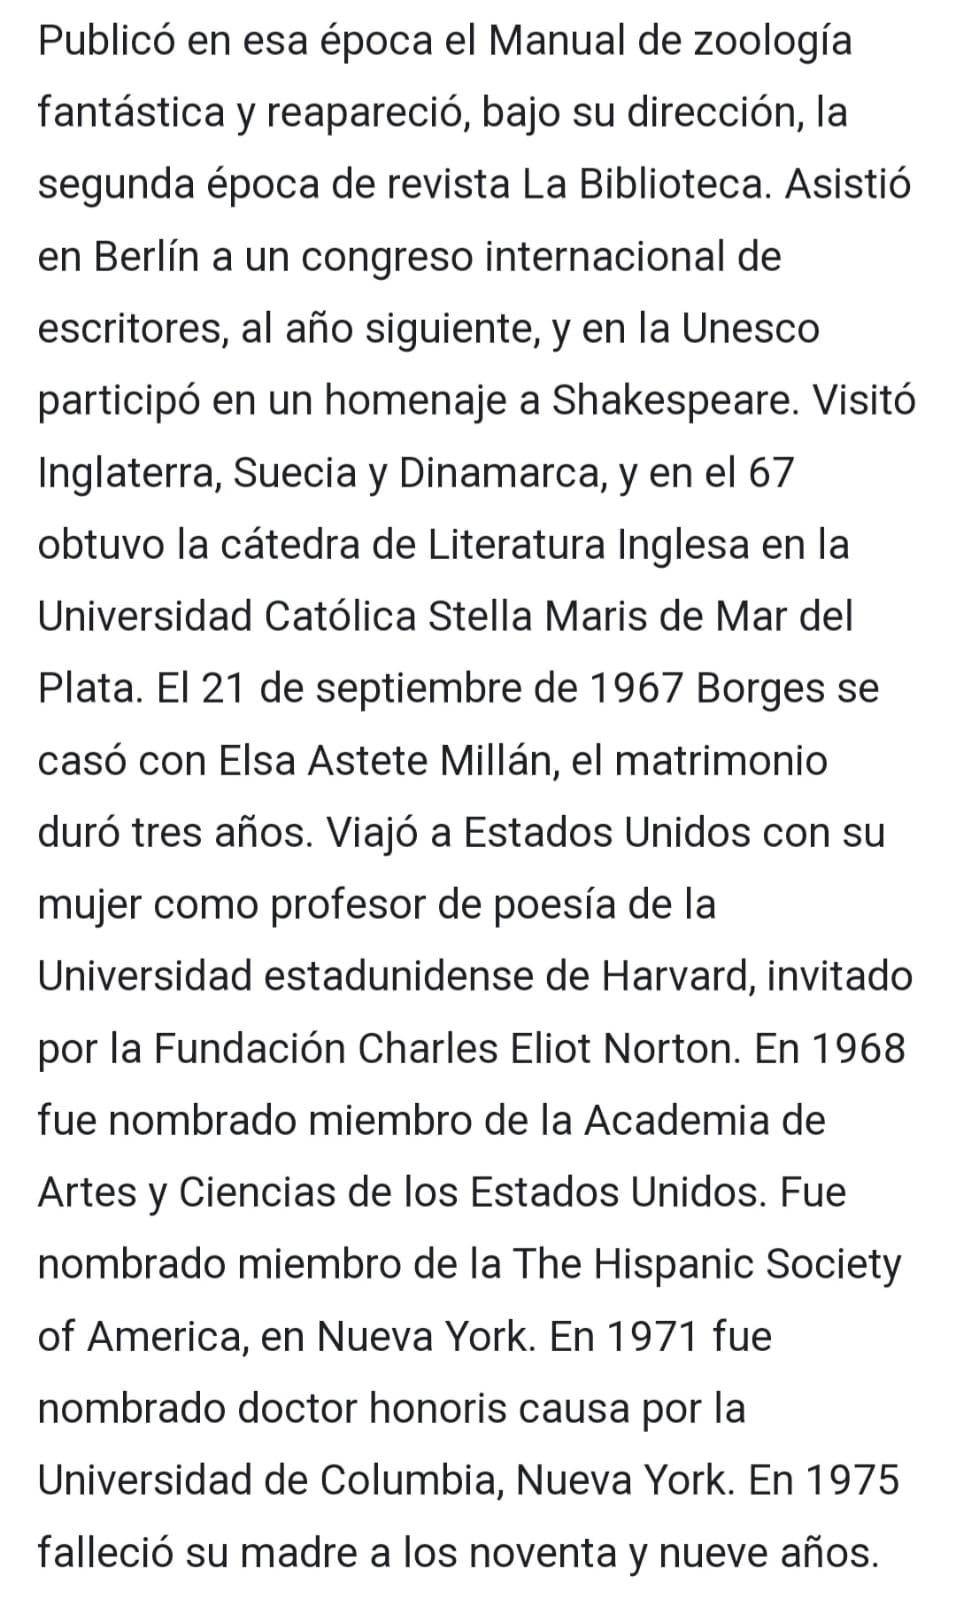 Publicó en esa época el Manual de zoología
fantástica y reapareció, bajo su dirección, la
segunda época de revista La Biblioteca. Asistió
en Berlín a un congreso internacional de
escritores, al año siguiente, y en la Unesco
participó en un homenaje a Shakespeare. Visitó
Inglaterra, Suecia y Dinamarca, y en el 67
obtuvo la cátedra de Literatura Inglesa en la
Universidad Católica Stella Maris de Mar del
Plata. El 21 de septiembre de 1967 Borges se
casó con Elsa Astete Millán, el matrimonio
duró tres años. Viajó a Estados Unidos con su
mujer como profesor de poesía de la
Universidad estadunidense de Harvard, invitado
por la Fundación Charles Eliot Norton. En 1968
fue nombrado miembro de la Academia de
Artes y Ciencias de los Estados Unidos. Fue
nombrado miembro de la The Hispanic Society
of America, en Nueva York. En 1971 fue
nombrado doctor honoris causa por la
Universidad de Columbia, Nueva York. En 1975
falleció su madre a los noventa y nueve años.